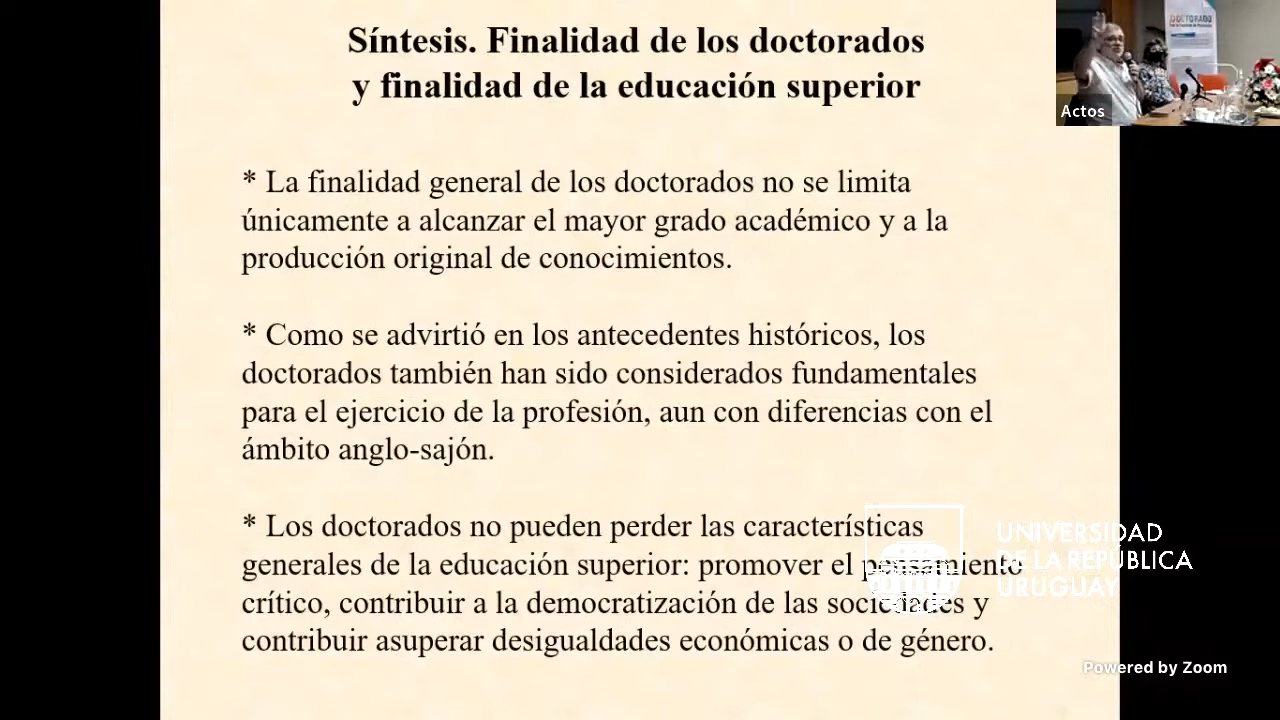 Síntesis. Finalidad de los doctorados
y finalidad de la educación superior
* La finalidad general de los doctorados no se limita
únicamente a alcanzar el mayor grado académico y a la
producción original de conocimientos.
* Como se advirtió en los antecedentes históricos, los
doctorados también han sido considerados fundamentales
para el ejercicio de la profesión, aun con diferencias con el
ámbito anglo-sajón.
* Los doctorados no pueden perder las características
generales de la educación superior: promover el pensamiento
crítico, contribuir a la democratización de las sociedades y
contribuir asuperar desigualdades económicas o de género.
DOCTORADO
Actos
UNIVERSIDAD
DE LA REPÚBLICA
URUGUAY
Powered by Zoom